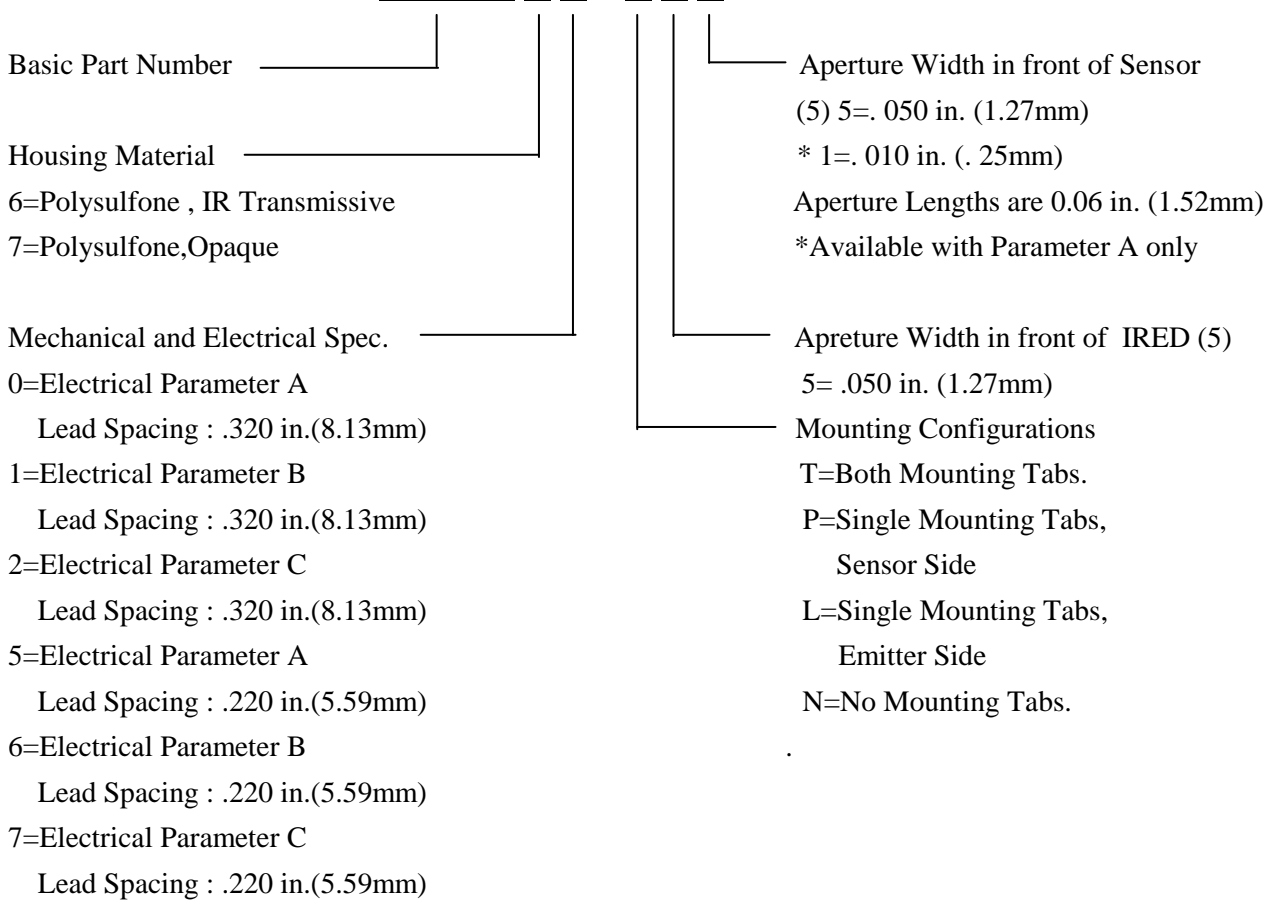 Basic Part Number
Housing Material
6=Polysulfone , IR Transmissive
7=Polysulfone,Opaque
Mechanical and Electrical Spec.
0=Electrical Parameter A
Lead Spacing : .320 in.(8.13mm)
1=Electrical Parameter B
Lead Spacing : .320 in.(8.13mm)
2=Electrical Parameter C
Lead Spacing : .320 in.(8.13mm)
5=Electrical Parameter A
Lead Spacing : .220 in.(5.59mm)
6=Electrical Parameter B
Lead Spacing : .220 in.(5.59mm)
7=Electrical Parameter C
Lead Spacing : .220 in.(5.59mm)
Aperture Width in front of Sensor
(5) 5=. 050 in. (1.27mm)
* 1=. 010 in. (. 25mm)
Aperture Lengths are 0.06 in. (1.52mm)
*Available with Parameter A only
Apreture Width in front of IRED (5)
5= .050 in. (1.27mm)
Mounting Configurations
T=Both Mounting Tabs.
P=Single Mounting Tabs,
Sensor Side
L=Single Mounting Tabs,
Emitter Side
N=No Mounting Tabs.
.